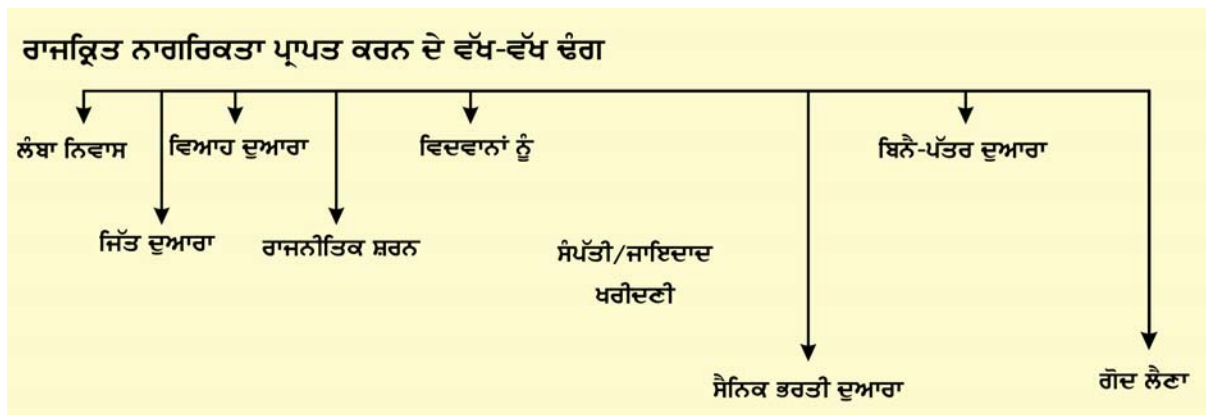 ਰਾਜਕ੍ਰਿਤ ਨਾਗਰਿਕਤਾ ਪ੍ਰਾਪਤ ਕਰਨ ਦੇ ਵੱਖ-ਵੱਖ ਢੰਗ
ਲੰਬਾ ਨਿਵਾਸ
ਵਿਆਹ ਦੁਆਰਾ
ਵਿਦਵਾਨਾਂ ਨੂੰ
ਬਿਨੈ-ਪੱਤਰ ਦੁਆਰਾ
ਜਿੱਤ ਦੁਆਰਾ
ਰਾਜਨੀਤਿਕ ਸ਼ਰਨ
ਸੰਪੱਤੀ/ਜਾਇਦਾਦ
ਖਰੀਦਣੀ
ਸੈਨਿਕ ਭਰਤੀ ਦੁਆਰਾ
ਗੋਦ ਲੈਣਾ